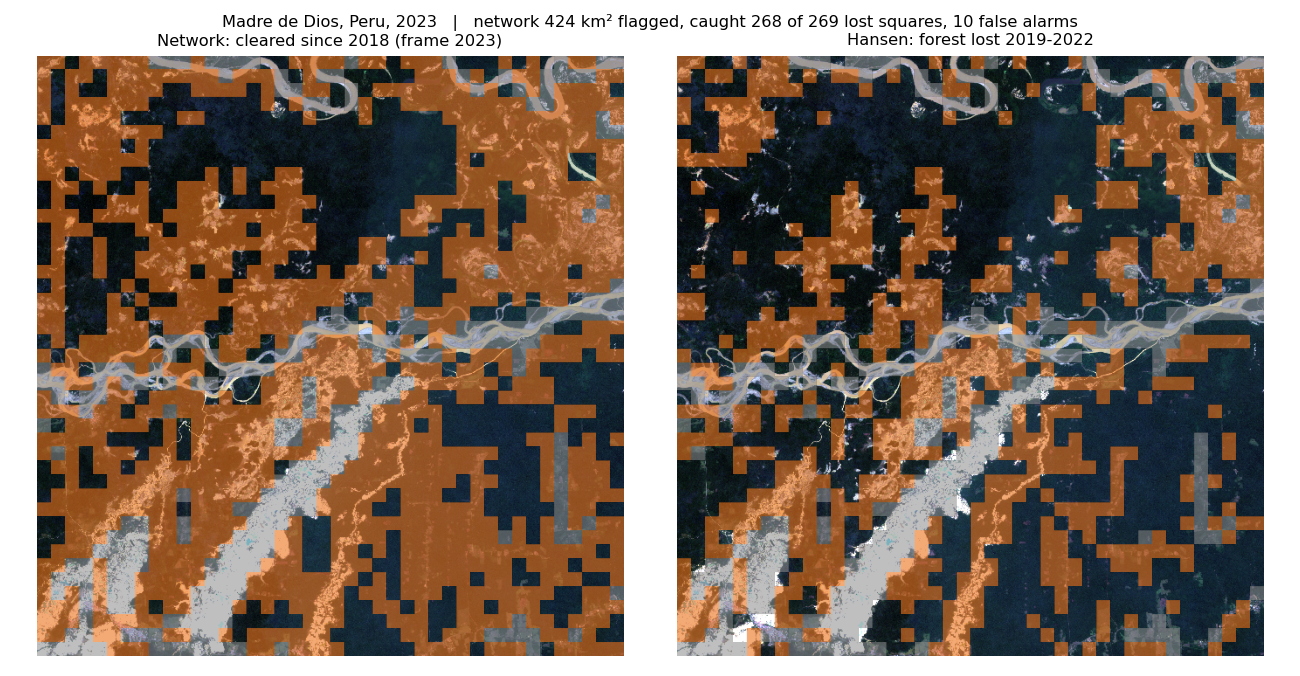 Madre de Dios, Peru, 2023 | network 424 km² flagged, caught 268 of 269 lost squares, 10 false alarms
Network: cleared since 2018 (frame 2023)
Hansen: forest lost 2019-2022